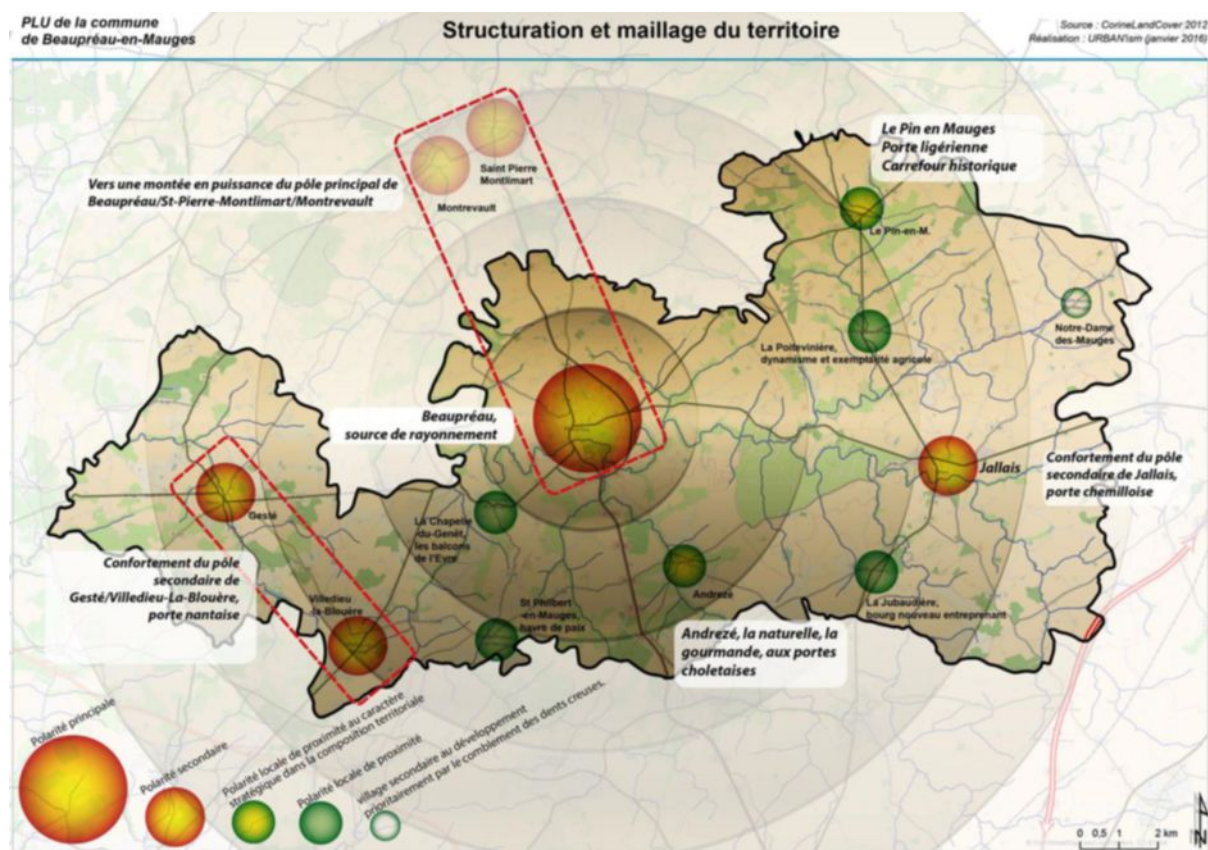 PLU de la commune
de Beaupréau-en-Mauges
Structuration et maillage du territoire
Source : CorineLandCover 2012
Réalisation : URBAN'ism (janvier 2016)
Le Pin en Mauges
Porte ligérienne
Carrefour historique
Saint Pierre
Montlimart
Vers une montée en puissance du pôle principal de
Beaupréau/St-Pierre-Montlimart/Montrevault
Montrevault
Le Pin-en-M.
Notre-Dame
des-Mauges
La Poitevinière,
dynamisme et exemplarité agricole
Beaupréau,
source de rayonnement
Jallais
Confortement du pôle
secondaire de Jallais,
porte chemilloise
Gesté
La Chapelle
du-Genêt,
les balcons
de l'Evre
Confortement du pôle
secondaire de
Gesté/Villedieu-La-Blouère,
porte nantaise
Villedieu
-la-Blouère
St Philbert
-en-Mauges,
havre de paix
Andrezé
La Jubaudière,
bourg nouveau entreprenant
Andrezé, la naturelle, la
gourmande, aux portes
choletaises
Polarité principale
Polarité secondaire
Polarité locale de proximité au caractère
stratégique dans la composition territoriale
Polarité locale de proximité
village secondaire au développement
prioritairement par le comblement des dents creuses.
0 0,5 1 2 km
N